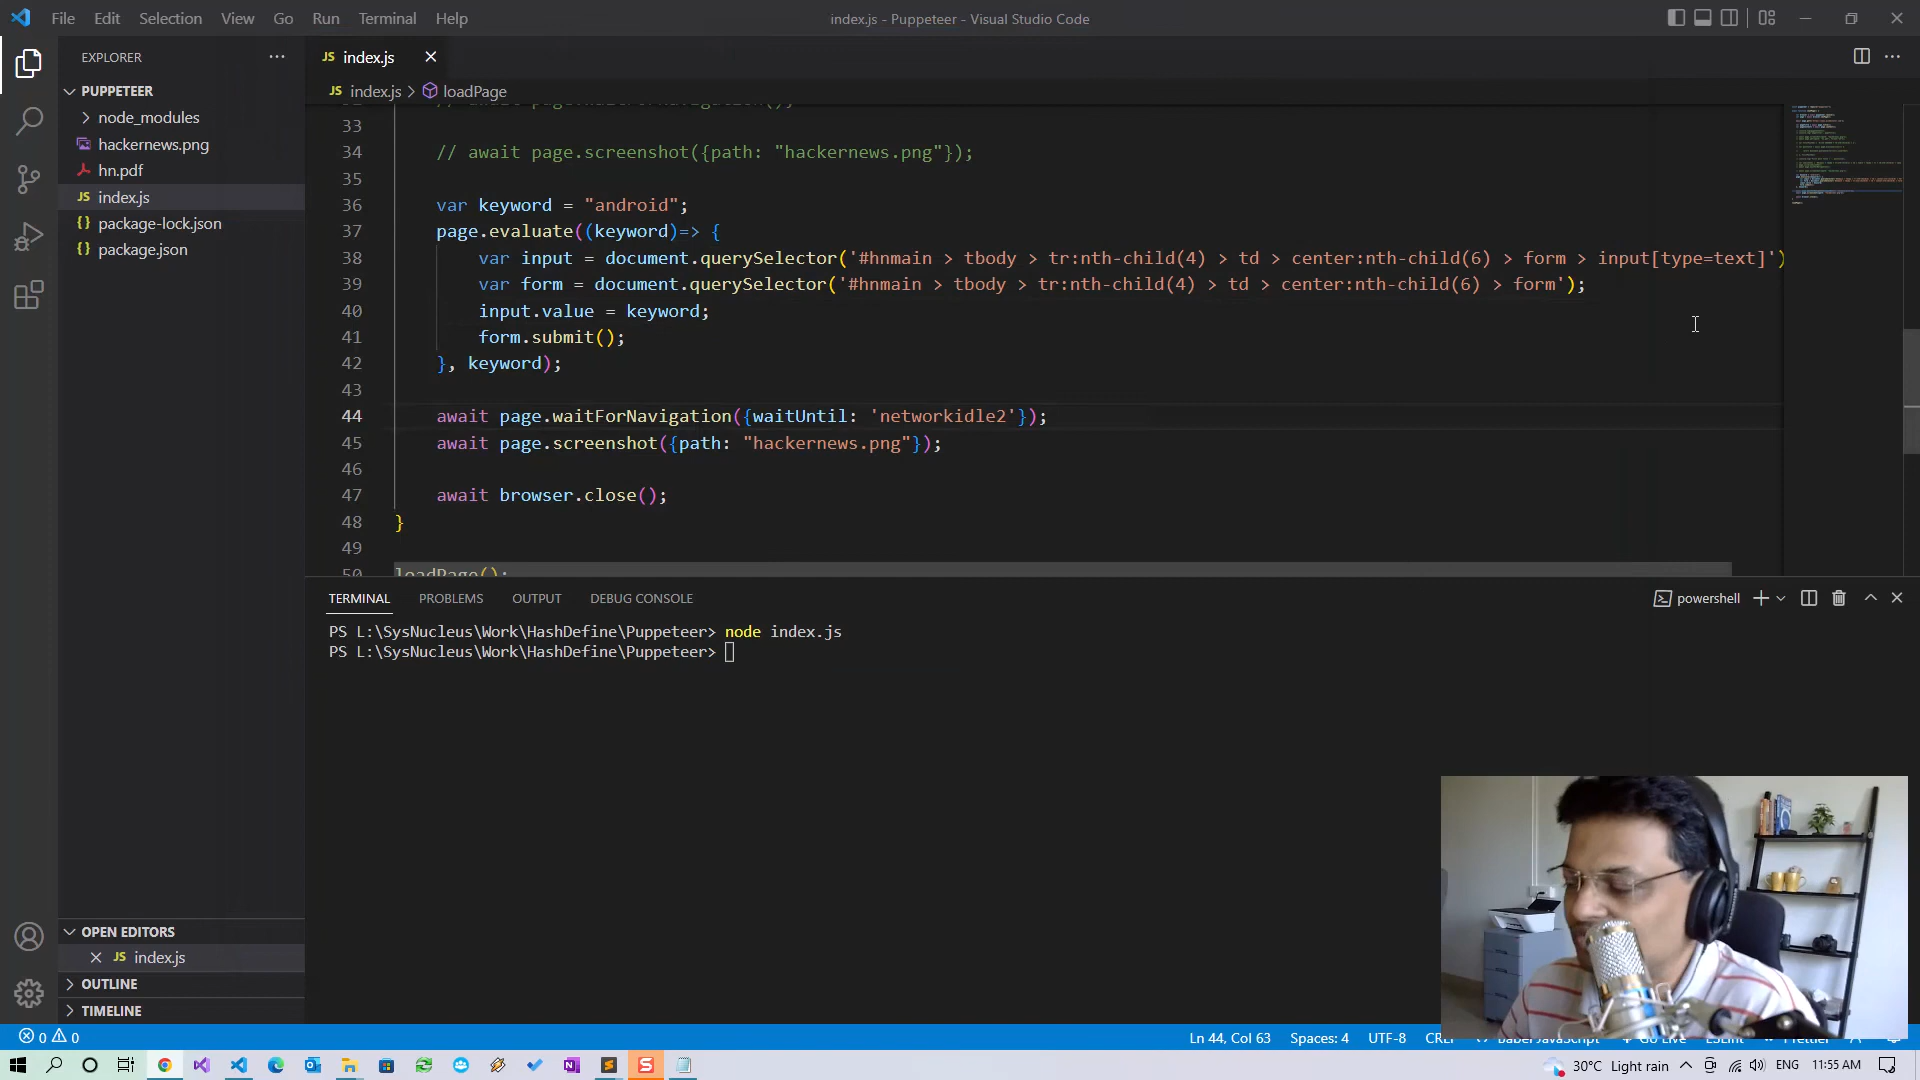 File Edit Selection View Go Run Terminal Help
index.js - Puppeteer - Visual Studio Code
EXPLORER
PUPPETEER
node_modules
hackernews.png
hn.pdf
JS index.js
{} package-lock.json
{} package.json
OPEN EDITORS
JS index.js
OUTLINE
TIMELINE
JS index.js
JS index.js > loadPage
33
34 // await page.screenshot({path: "hackernews.png"});
35
36 var keyword = "android";
37 page.evaluate((keyword)=> {
38 var input = document.querySelector('#hnmain > tbody > tr:nth-child(4) > td > center:nth-child(6) > form > input[type=text]')
39 var form = document.querySelector('#hnmain > tbody > tr:nth-child(4) > td > center:nth-child(6) > form');
40 input.value = keyword;
41 form.submit();
42 }, keyword);
43
44 await page.waitForNavigation({waitUntil: 'networkidle2'});
45 await page.screenshot({path: "hackernews.png"});
46
47 await browser.close();
48 }
49
50 loadPage();
TERMINAL PROBLEMS OUTPUT DEBUG CONSOLE
powershell
PS L:\SysNucleus\Work\HashDefine\Puppeteer> node index.js
PS L:\SysNucleus\Work\HashDefine\Puppeteer>
0 0
Ln 44, Col 63 Spaces: 4 UTF-8
30°C Light rain ENG 11:55 AM